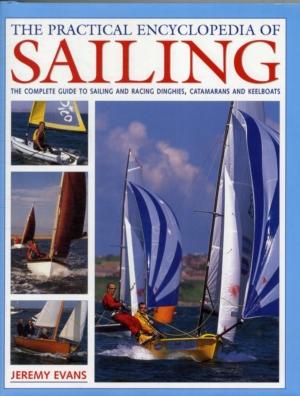 THE PRACTICAL ENCYCLOPEDIA OF
SAILING
THE COMPLETE GUIDE TO SAILING AND RACING DINGHIES, CATAMARANS AND KEELBOATS
JEREMY EVANS